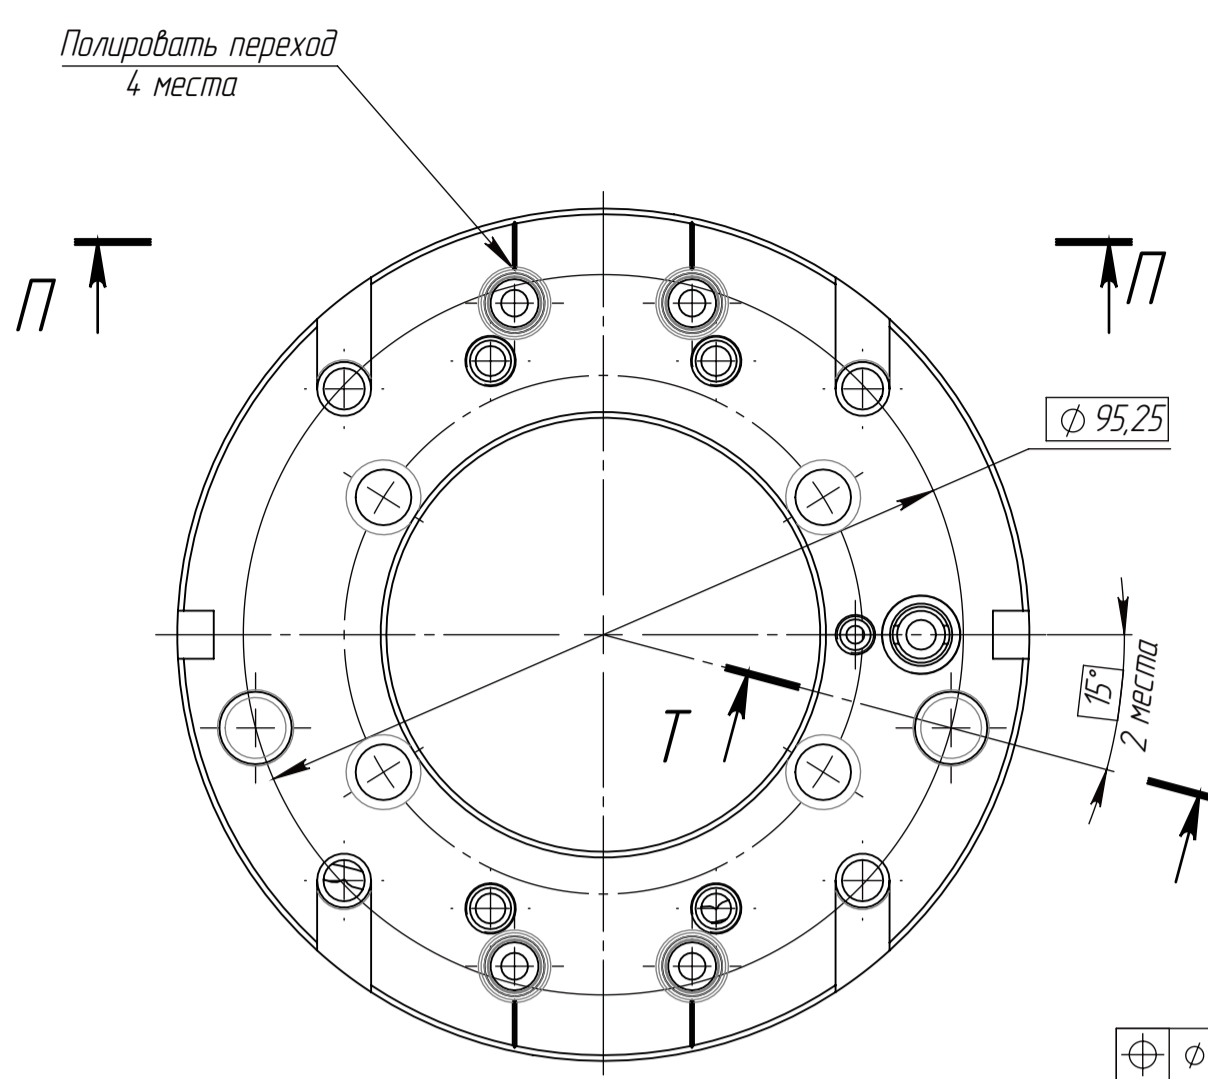 Полировать переход
4 места
П
П
⌀ 95,25
15°
2 места
Т
⌀